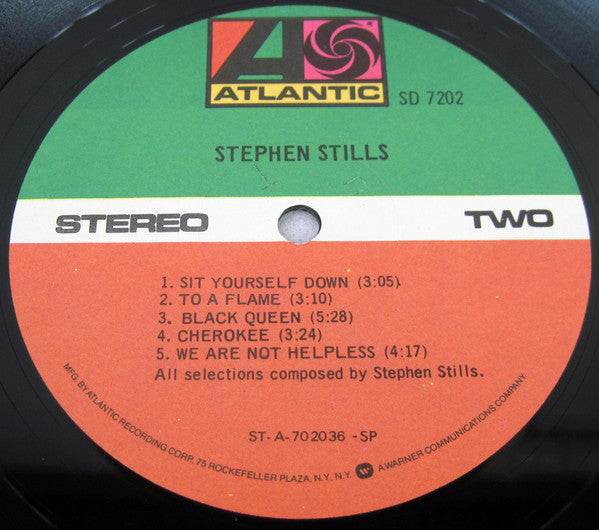 ATLANTIC
SD 7202
STEPHEN STILLS
STEREO
TWO
1. SIT YOURSELF DOWN (3:05)
2. TO A FLAME (3:10)
3. BLACK QUEEN (5:28)
4. CHEROKEE (3:24)
5. WE ARE NOT HELPLESS (4:17)
All selections composed by Stephen Stills.
ST-A-702036-SP
MFG. BY ATLANTIC RECORDING CORP. 75 ROCKEFELLER PLAZA, N.Y. N.Y. A WARNER COMMUNICATIONS COMPANY